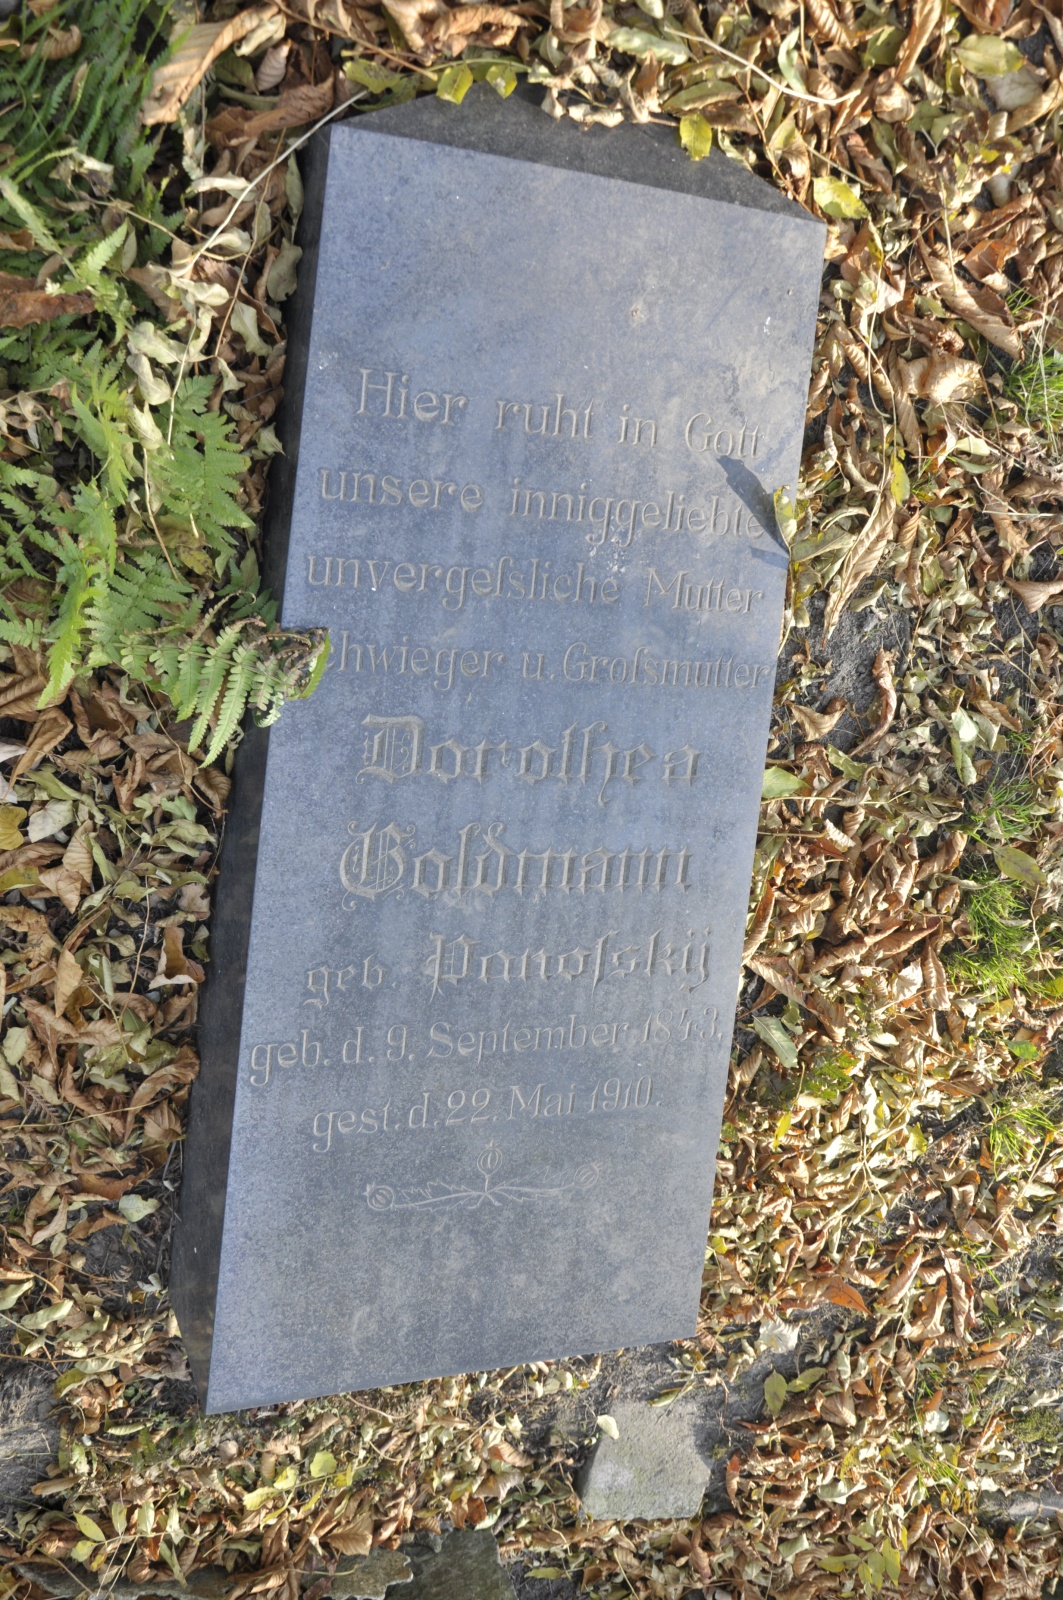 Hier ruht in Gott
unsere inniggeliebte
unvergeſsliche Mutter
chwieger u. Groſsmutter
Dorothea
Goldmann
geb. Ponoſskij
geb. d. 9. September 1843.
gest. d. 22. Mai 1910.